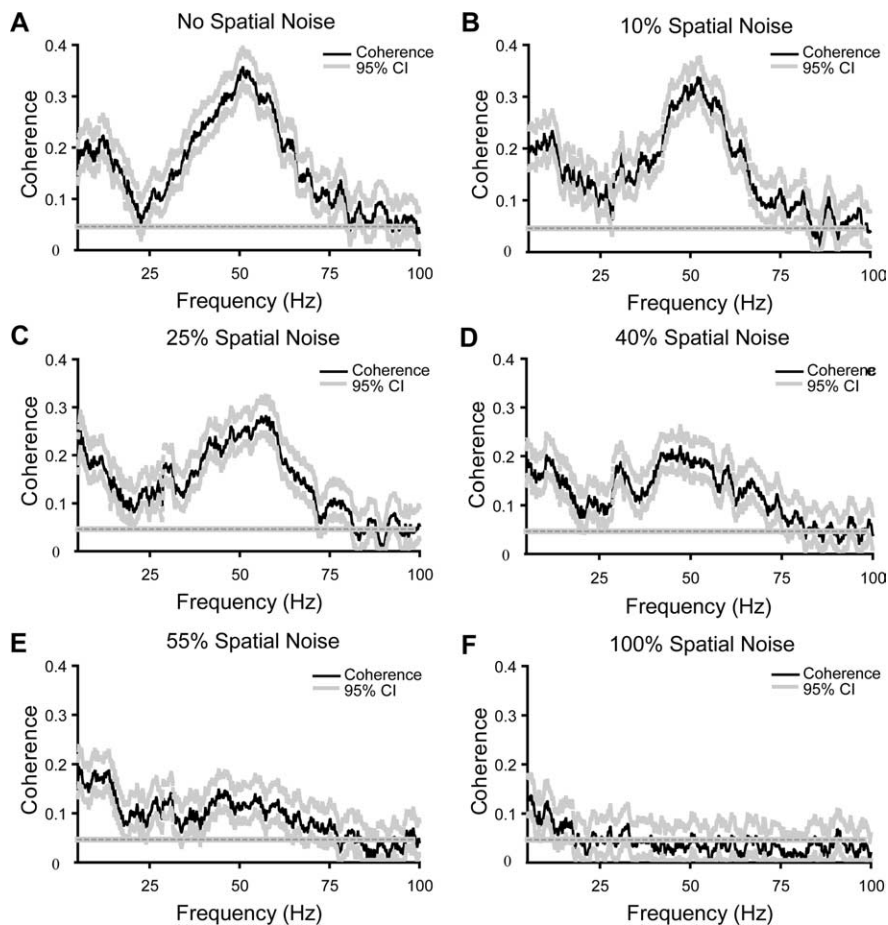 A
No Spatial Noise
0.4
0.3
0.2
0.1
0
Coherence
Coherence
95% CI
25
50
75
100
Frequency (Hz)
B
10% Spatial Noise
0.4
0.3
0.2
0.1
0
Coherence
Coherence
95% CI
25
50
75
100
Frequency (Hz)
C
25% Spatial Noise
0.4
0.3
0.2
0.1
0
Coherence
Coherence
95% CI
25
50
75
100
Frequency (Hz)
D
40% Spatial Noise
0.4
0.3
0.2
0.1
0
Coherence
Coherence
95% CI
25
50
75
100
Frequency (Hz)
E
55% Spatial Noise
0.4
0.3
0.2
0.1
0
Coherence
Coherence
95% CI
25
50
75
100
Frequency (Hz)
F
100% Spatial Noise
0.4
0.3
0.2
0.1
0
Coherence
Coherence
95% CI
25
50
75
100
Frequency (Hz)